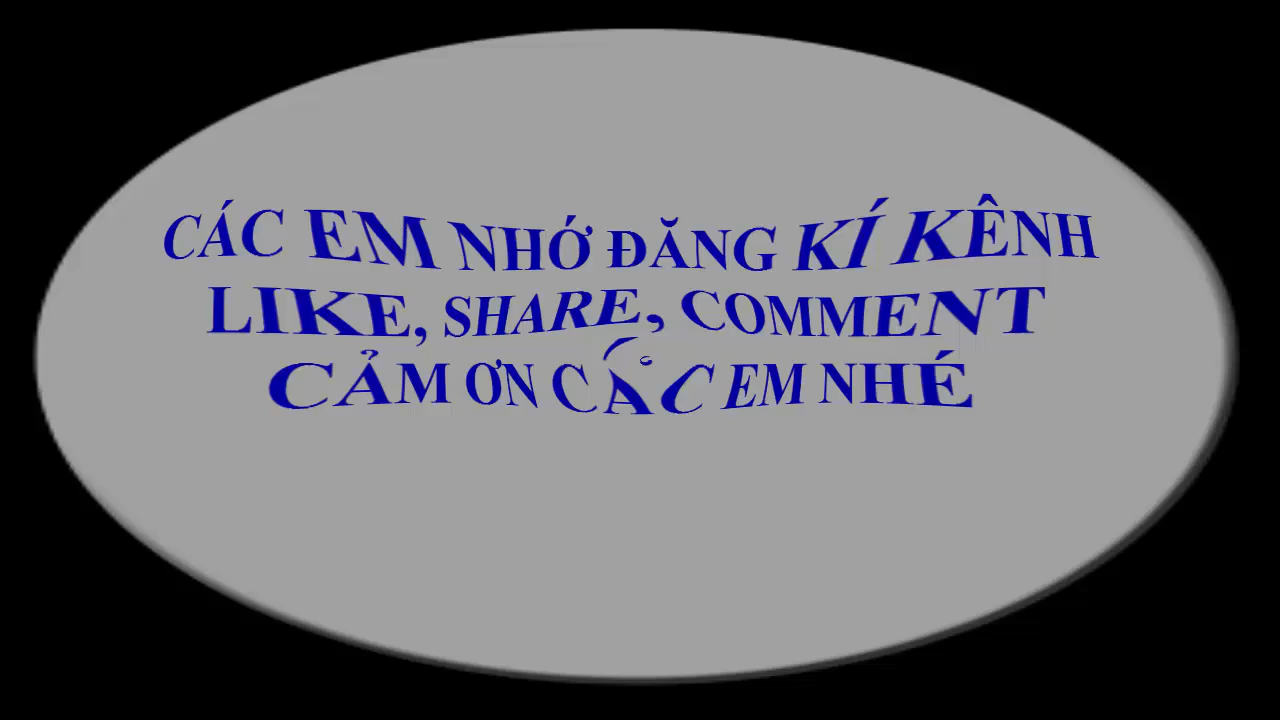 CÁC EM NHỚ ĐĂNG KÍ KÊNH
LIKE, SHARE, COMMENT
CẢM ƠN CÁC EM NHÉ